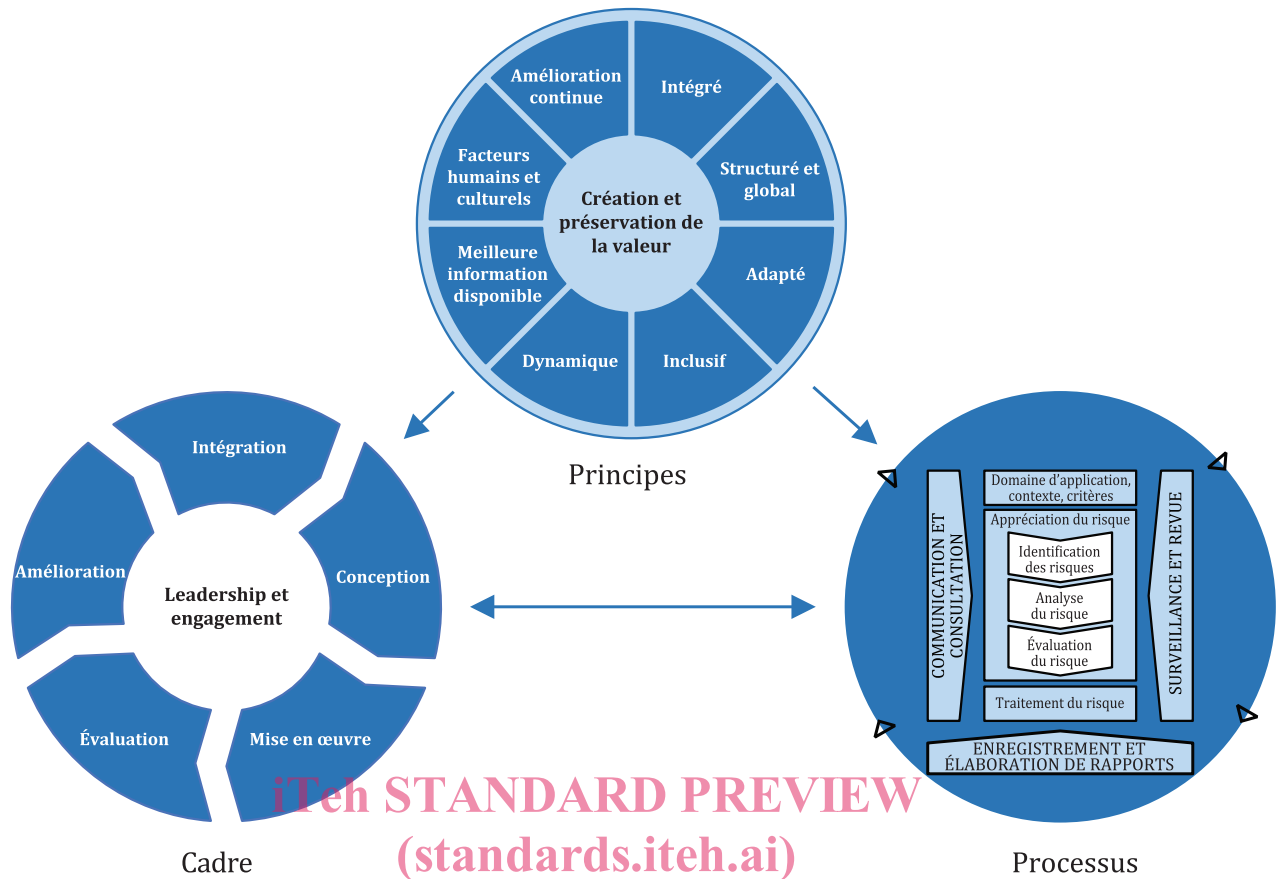 Amélioration
continue
Intégré
Structuré et
global
Adapté
Inclusif
Dynamique
Meilleure
information
disponible
Facteurs
humains et
culturels
Création et
préservation de
la valeur
Principes
Intégration
Conception
Mise en œuvre
Évaluation
Amélioration
Leadership et
engagement
Cadre
COMMUNICATION ET
CONSULTATION
Domaine d'application,
contexte, critères
Appréciation du risque
Identification
des risques
Analyse
du risque
Évaluation
du risque
Traitement du risque
SURVEILLANCE ET REVUE
ENREGISTREMENT ET
ÉLABORATION DE RAPPORTS
Processus
iTeh STANDARD PREVIEW
(standards.iteh.ai)